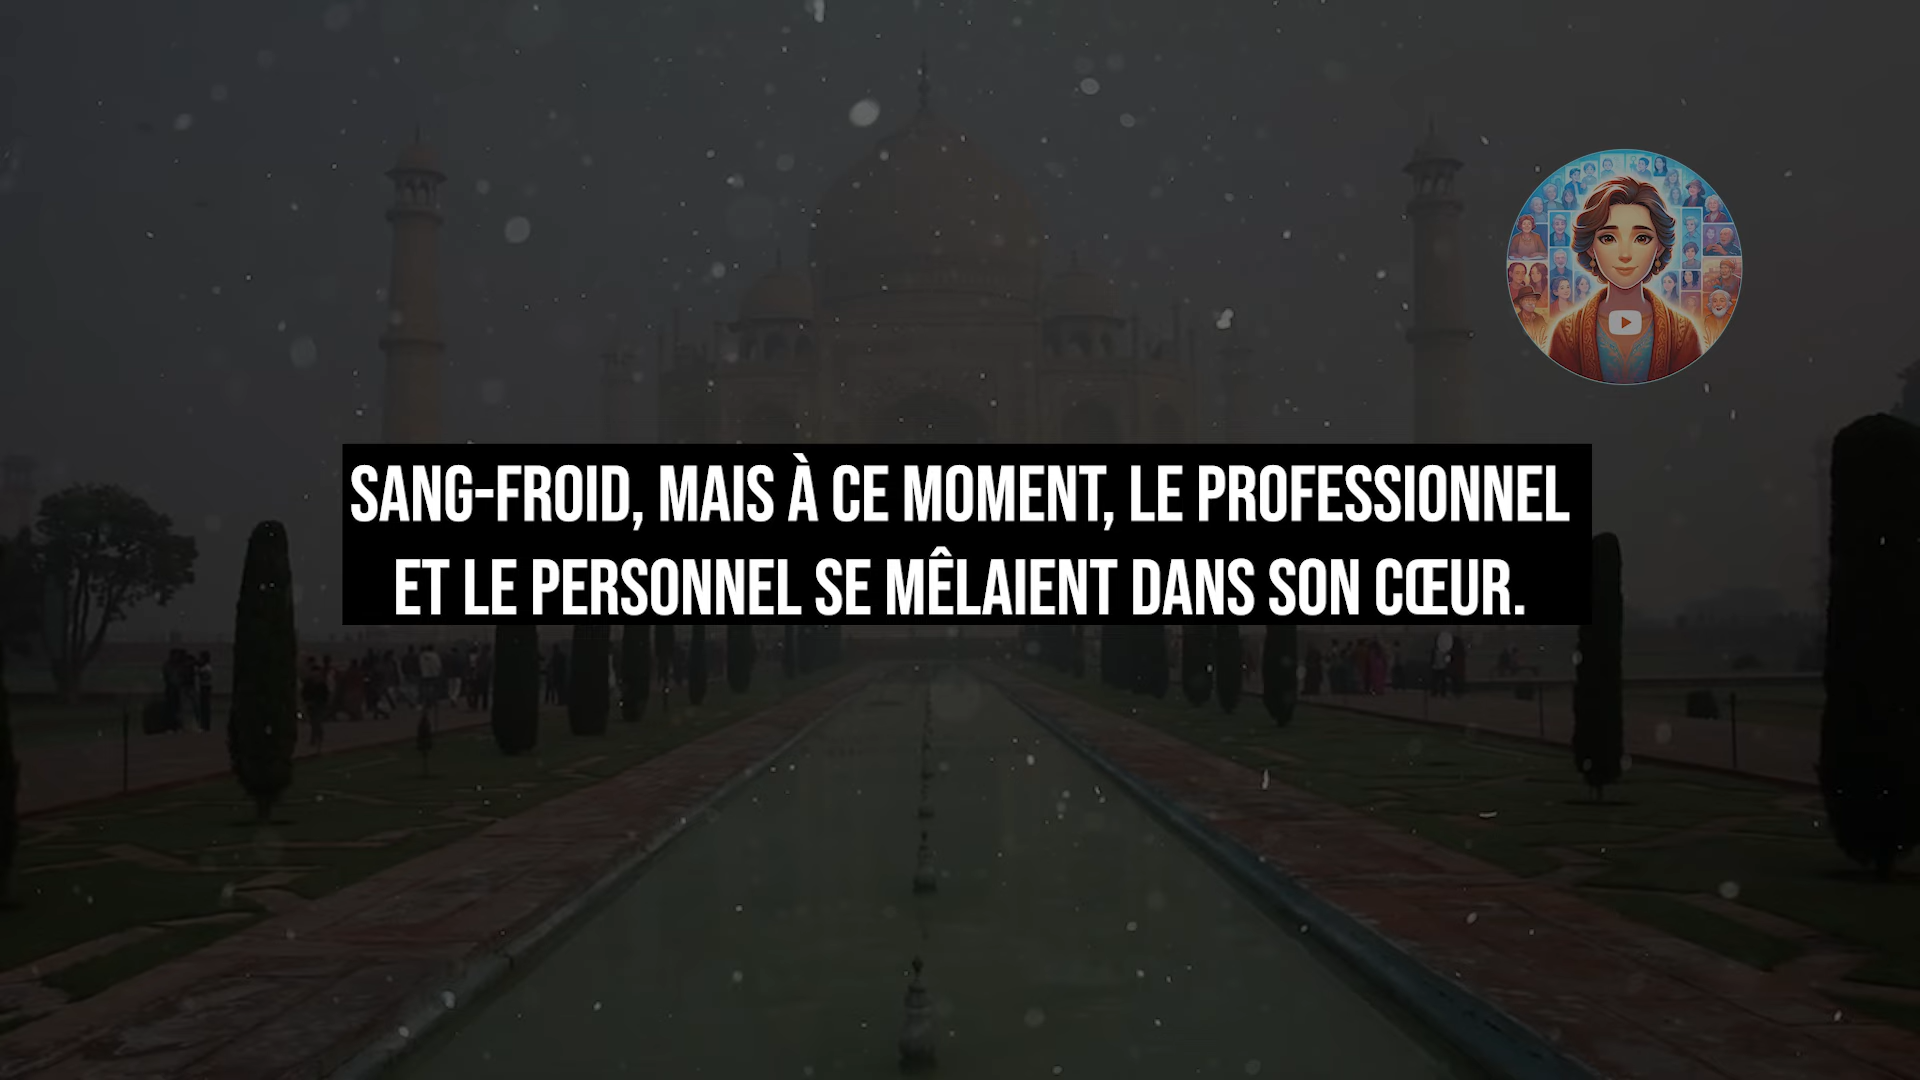 SANG-FROID, MAIS À CE MOMENT, LE PROFESSIONNEL
ET LE PERSONNEL SE MÊLAIENT DANS SON CŒUR.